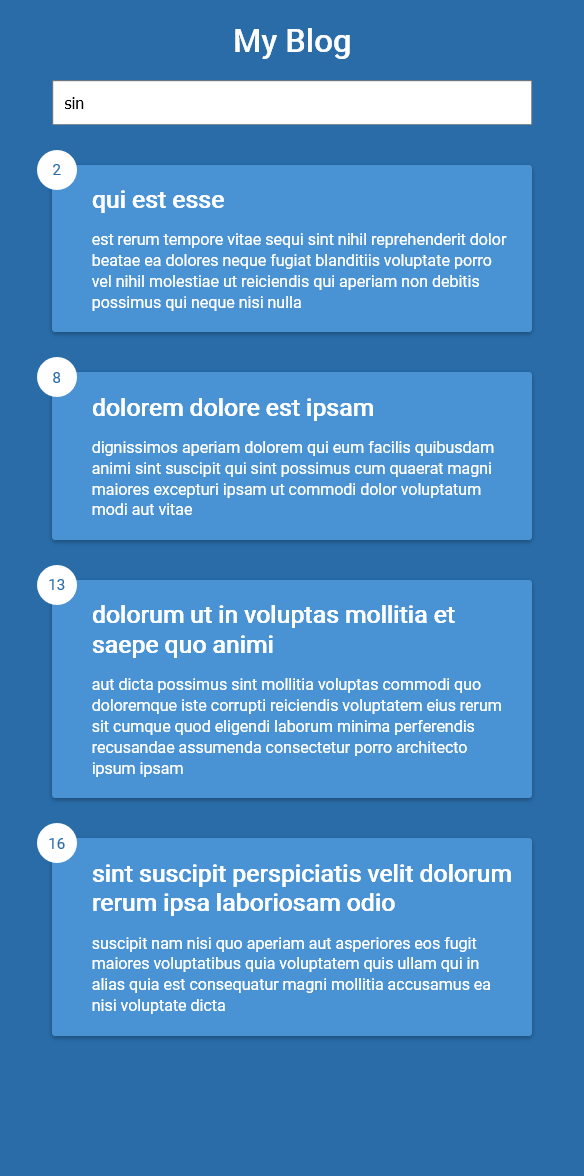 My Blog
sin
2
qui est esse
est rerum tempore vitae sequi sint nihil reprehenderit dolor
beatae ea dolores neque fugiat blanditiis voluptate porro
vel nihil molestiae ut reiciendis qui aperiam non debitis
possimus qui neque nisi nulla
8
dolorem dolore est ipsam
dignissimos aperiam dolorem qui eum facilis quibusdam
animi sint suscipit qui sint possimus cum quaerat magni
maiores excepturi ipsam ut commodi dolor voluptatum
modi aut vitae
13
dolorum ut in voluptas mollitia et
saepe quo animi
aut dicta possimus sint mollitia voluptas commodi quo
doloremque iste corrupti reiciendis voluptatem eius rerum
sit cumque quod eligendi laborum minima perferendis
recusandae assumenda consectetur porro architecto
ipsum ipsam
16
sint suscipit perspiciatis velit dolorum
rerum ipsa laboriosam odio
suscipit nam nisi quo aperiam aut asperiores eos fugit
maiores voluptatibus quia voluptatem quis ullam qui in
alias quia est consequatur magni mollitia accusamus ea
nisi voluptate dicta